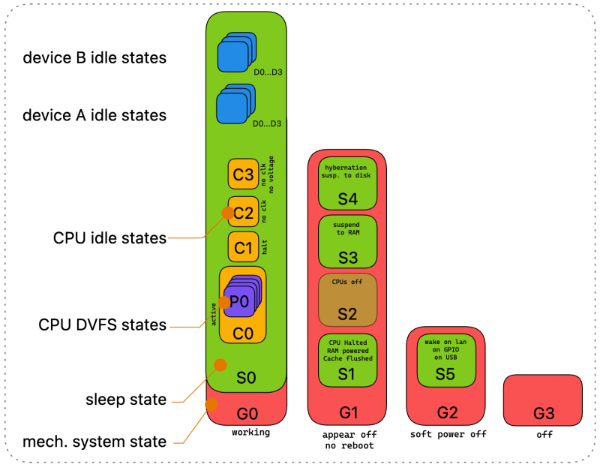 device B idle states
D0...D3
device A idle states
D0...D3
C3
no clk
no voltage
C2
no clk
CPU idle states
C1
halt
CPU DVFS states
P0
active
C0
sleep state
S0
mech. system state
G0
working
hybernation
susp. to disk
S4
suspend
to RAM
S3
CPUs off
S2
CPU Halted
RAM powered
Cache flushed
S1
G1
appear off
no reboot
wake on lan
on GPIO
on USB
S5
G2
soft power off
G3
off